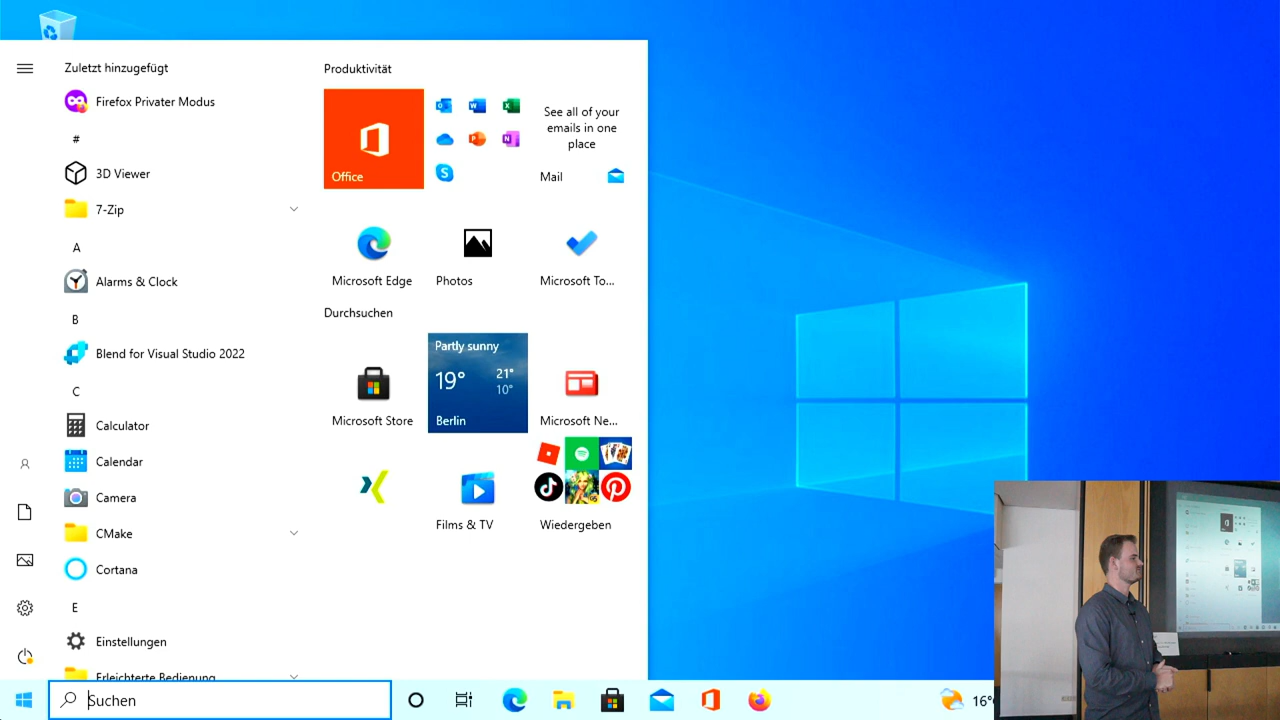 Zuletzt hinzugefügt
Firefox Privater Modus
#
3D Viewer
7-Zip
A
Alarms & Clock
B
Blend for Visual Studio 2022
C
Calculator
Calendar
Camera
CMake
Cortana
E
Einstellungen
Erleichterte Bedienung
Produktivität
Office
See all of your
emails in one
place
Mail
Microsoft Edge
Photos
Microsoft To...
Durchsuchen
Microsoft Store
Partly sunny
19°
21°
10°
Berlin
Microsoft Ne...
Films & TV
Wiedergeben
Suchen
16°